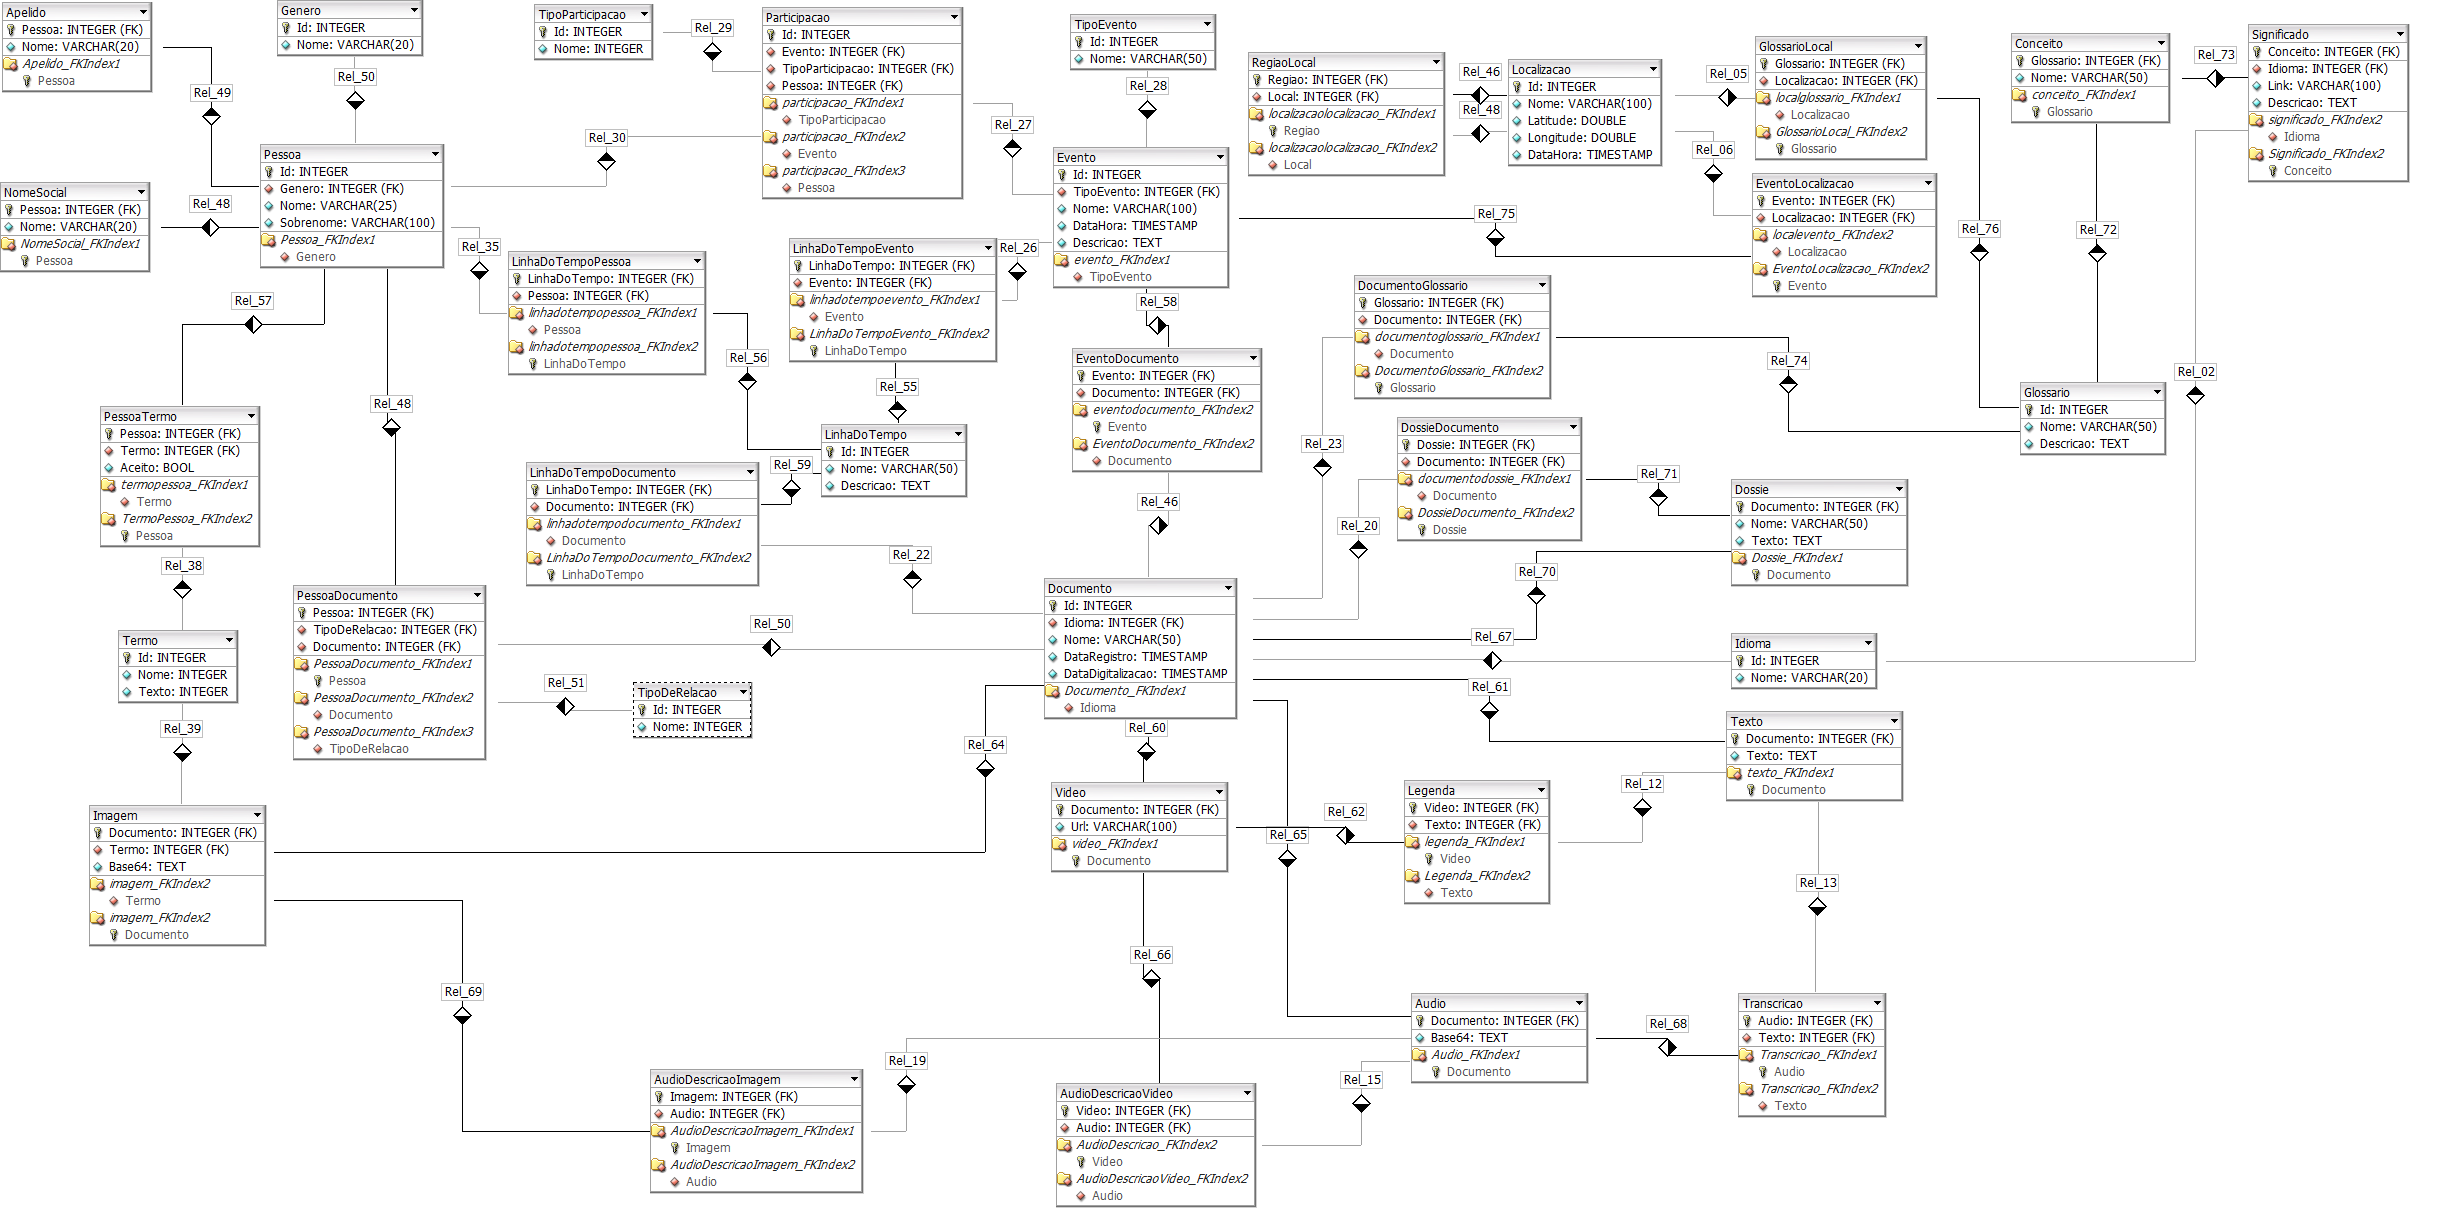 Apelido
Pessoa: INTEGER (FK)
Nome: VARCHAR(20)
Apelido_FKIndex1
Pessoa
Genero
Id: INTEGER
Nome: VARCHAR(20)
TipoParticipacao
Id: INTEGER
Nome: INTEGER
Participacao
Id: INTEGER
Evento: INTEGER (FK)
TipoParticipacao: INTEGER (FK)
Pessoa: INTEGER (FK)
participacao_FKIndex1
TipoParticipacao
participacao_FKIndex2
Evento
participacao_FKIndex3
Pessoa
TipoEvento
Id: INTEGER
Nome: VARCHAR(50)
RegiaoLocal
Regiao: INTEGER (FK)
Local: INTEGER (FK)
localizacaolocalizacao_FKIndex1
Regiao
localizacaolocalizacao_FKIndex2
Local
Localizacao
Id: INTEGER
Nome: VARCHAR(100)
Latitude: DOUBLE
Longitude: DOUBLE
DataHora: TIMESTAMP
GlossarioLocal
Glossario: INTEGER (FK)
Localizacao: INTEGER (FK)
localglossario_FKIndex1
Localizacao
GlossarioLocal_FKIndex2
Glossario
Conceito
Glossario: INTEGER (FK)
Nome: VARCHAR(50)
conceito_FKIndex1
Glossario
Significado
Conceito: INTEGER (FK)
Idioma: INTEGER (FK)
Link: VARCHAR(100)
Descricao: TEXT
significado_FKIndex2
Idioma
Significado_FKIndex2
Conceito
Rel_29
Rel_50
Rel_49
Rel_30
Rel_28
Rel_27
Rel_46
Rel_48
Rel_05
Rel_06
Rel_73
Pessoa
Id: INTEGER
Genero: INTEGER (FK)
Nome: VARCHAR(25)
Sobrenome: VARCHAR(100)
Pessoa_FKIndex1
Genero
NomeSocial
Pessoa: INTEGER (FK)
Nome: VARCHAR(20)
NomeSocial_FKIndex1
Pessoa
Rel_48
Rel_35
Evento
Id: INTEGER
TipoEvento: INTEGER (FK)
Nome: VARCHAR(100)
DataHora: TIMESTAMP
Descricao: TEXT
evento_FKIndex1
TipoEvento
EventoLocalizacao
Evento: INTEGER (FK)
Localizacao: INTEGER (FK)
localevento_FKIndex2
Localizacao
EventoLocalizacao_FKIndex2
Evento
Rel_75
Rel_76
Rel_72
Rel_26
LinhaDoTempoPessoa
LinhaDoTempo: INTEGER (FK)
Pessoa: INTEGER (FK)
linhadotempopessoa_FKIndex1
Pessoa
linhadotempopessoa_FKIndex2
LinhaDoTempo
LinhaDoTempoEvento
LinhaDoTempo: INTEGER (FK)
Evento: INTEGER (FK)
linhadotempoevento_FKIndex1
Evento
LinhaDoTempoEvento_FKIndex2
LinhaDoTempo
Rel_57
Rel_58
Rel_56
Rel_55
Rel_48
DocumentoGlossario
Glossario: INTEGER (FK)
Documento: INTEGER (FK)
documentoglossario_FKIndex1
Documento
DocumentoGlossario_FKIndex2
Glossario
EventoDocumento
Evento: INTEGER (FK)
Documento: INTEGER (FK)
eventodocumento_FKIndex2
Evento
EventoDocumento_FKIndex2
Documento
Rel_74
Rel_02
Glossario
Id: INTEGER
Nome: VARCHAR(50)
Descricao: TEXT
PessoaTermo
Pessoa: INTEGER (FK)
Termo: INTEGER (FK)
Aceito: BOOL
termopessoa_FKIndex1
Termo
TermoPessoa_FKIndex2
Pessoa
LinhaDoTempo
Id: INTEGER
Nome: VARCHAR(50)
Descricao: TEXT
LinhaDoTempoDocumento
LinhaDoTempo: INTEGER (FK)
Documento: INTEGER (FK)
linhadotempodocumento_FKIndex1
Documento
LinhaDoTempoDocumento_FKIndex2
LinhaDoTempo
Rel_59
Rel_23
DossieDocumento
Dossie: INTEGER (FK)
Documento: INTEGER (FK)
documentodossie_FKIndex1
Documento
DossieDocumento_FKIndex2
Dossie
Rel_71
Dossie
Documento: INTEGER (FK)
Nome: VARCHAR(50)
Texto: TEXT
Dossie_FKIndex1
Documento
Rel_46
Rel_20
Rel_22
Rel_38
Rel_70
PessoaDocumento
Pessoa: INTEGER (FK)
TipoDeRelacao: INTEGER (FK)
Documento: INTEGER (FK)
PessoaDocumento_FKIndex1
Pessoa
PessoaDocumento_FKIndex2
Documento
PessoaDocumento_FKIndex3
TipoDeRelacao
Documento
Id: INTEGER
Idioma: INTEGER (FK)
Nome: VARCHAR(50)
DataRegistro: TIMESTAMP
DataDigitalizacao: TIMESTAMP
Documento_FKIndex1
Idioma
Rel_50
Rel_67
Termo
Id: INTEGER
Nome: INTEGER
Texto: INTEGER
Idioma
Id: INTEGER
Nome: VARCHAR(20)
Rel_51
TipoDeRelacao
Id: INTEGER
Nome: INTEGER
Rel_61
Rel_39
Rel_64
Rel_60
Texto
Documento: INTEGER (FK)
Texto: TEXT
texto_FKIndex1
Documento
Imagem
Documento: INTEGER (FK)
Termo: INTEGER (FK)
Base64: TEXT
imagem_FKIndex2
Termo
imagem_FKIndex2
Documento
Video
Documento: INTEGER (FK)
Url: VARCHAR(100)
video_FKIndex1
Documento
Rel_62
Rel_65
Legenda
Video: INTEGER (FK)
Texto: INTEGER (FK)
legenda_FKIndex1
Video
Legenda_FKIndex2
Texto
Rel_12
Rel_13
Rel_66
Rel_69
Rel_19
Rel_15
Audio
Documento: INTEGER (FK)
Base64: TEXT
Audio_FKIndex1
Documento
Rel_68
Transcricao
Audio: INTEGER (FK)
Texto: INTEGER (FK)
Transcricao_FKIndex1
Audio
Transcricao_FKIndex2
Texto
AudioDescricaoImagem
Imagem: INTEGER (FK)
Audio: INTEGER (FK)
AudioDescricaoImagem_FKIndex1
Imagem
AudioDescricaoImagem_FKIndex2
Audio
AudioDescricaoVideo
Video: INTEGER (FK)
Audio: INTEGER (FK)
AudioDescricao_FKIndex2
Video
AudioDescricaoVideo_FKIndex2
Audio